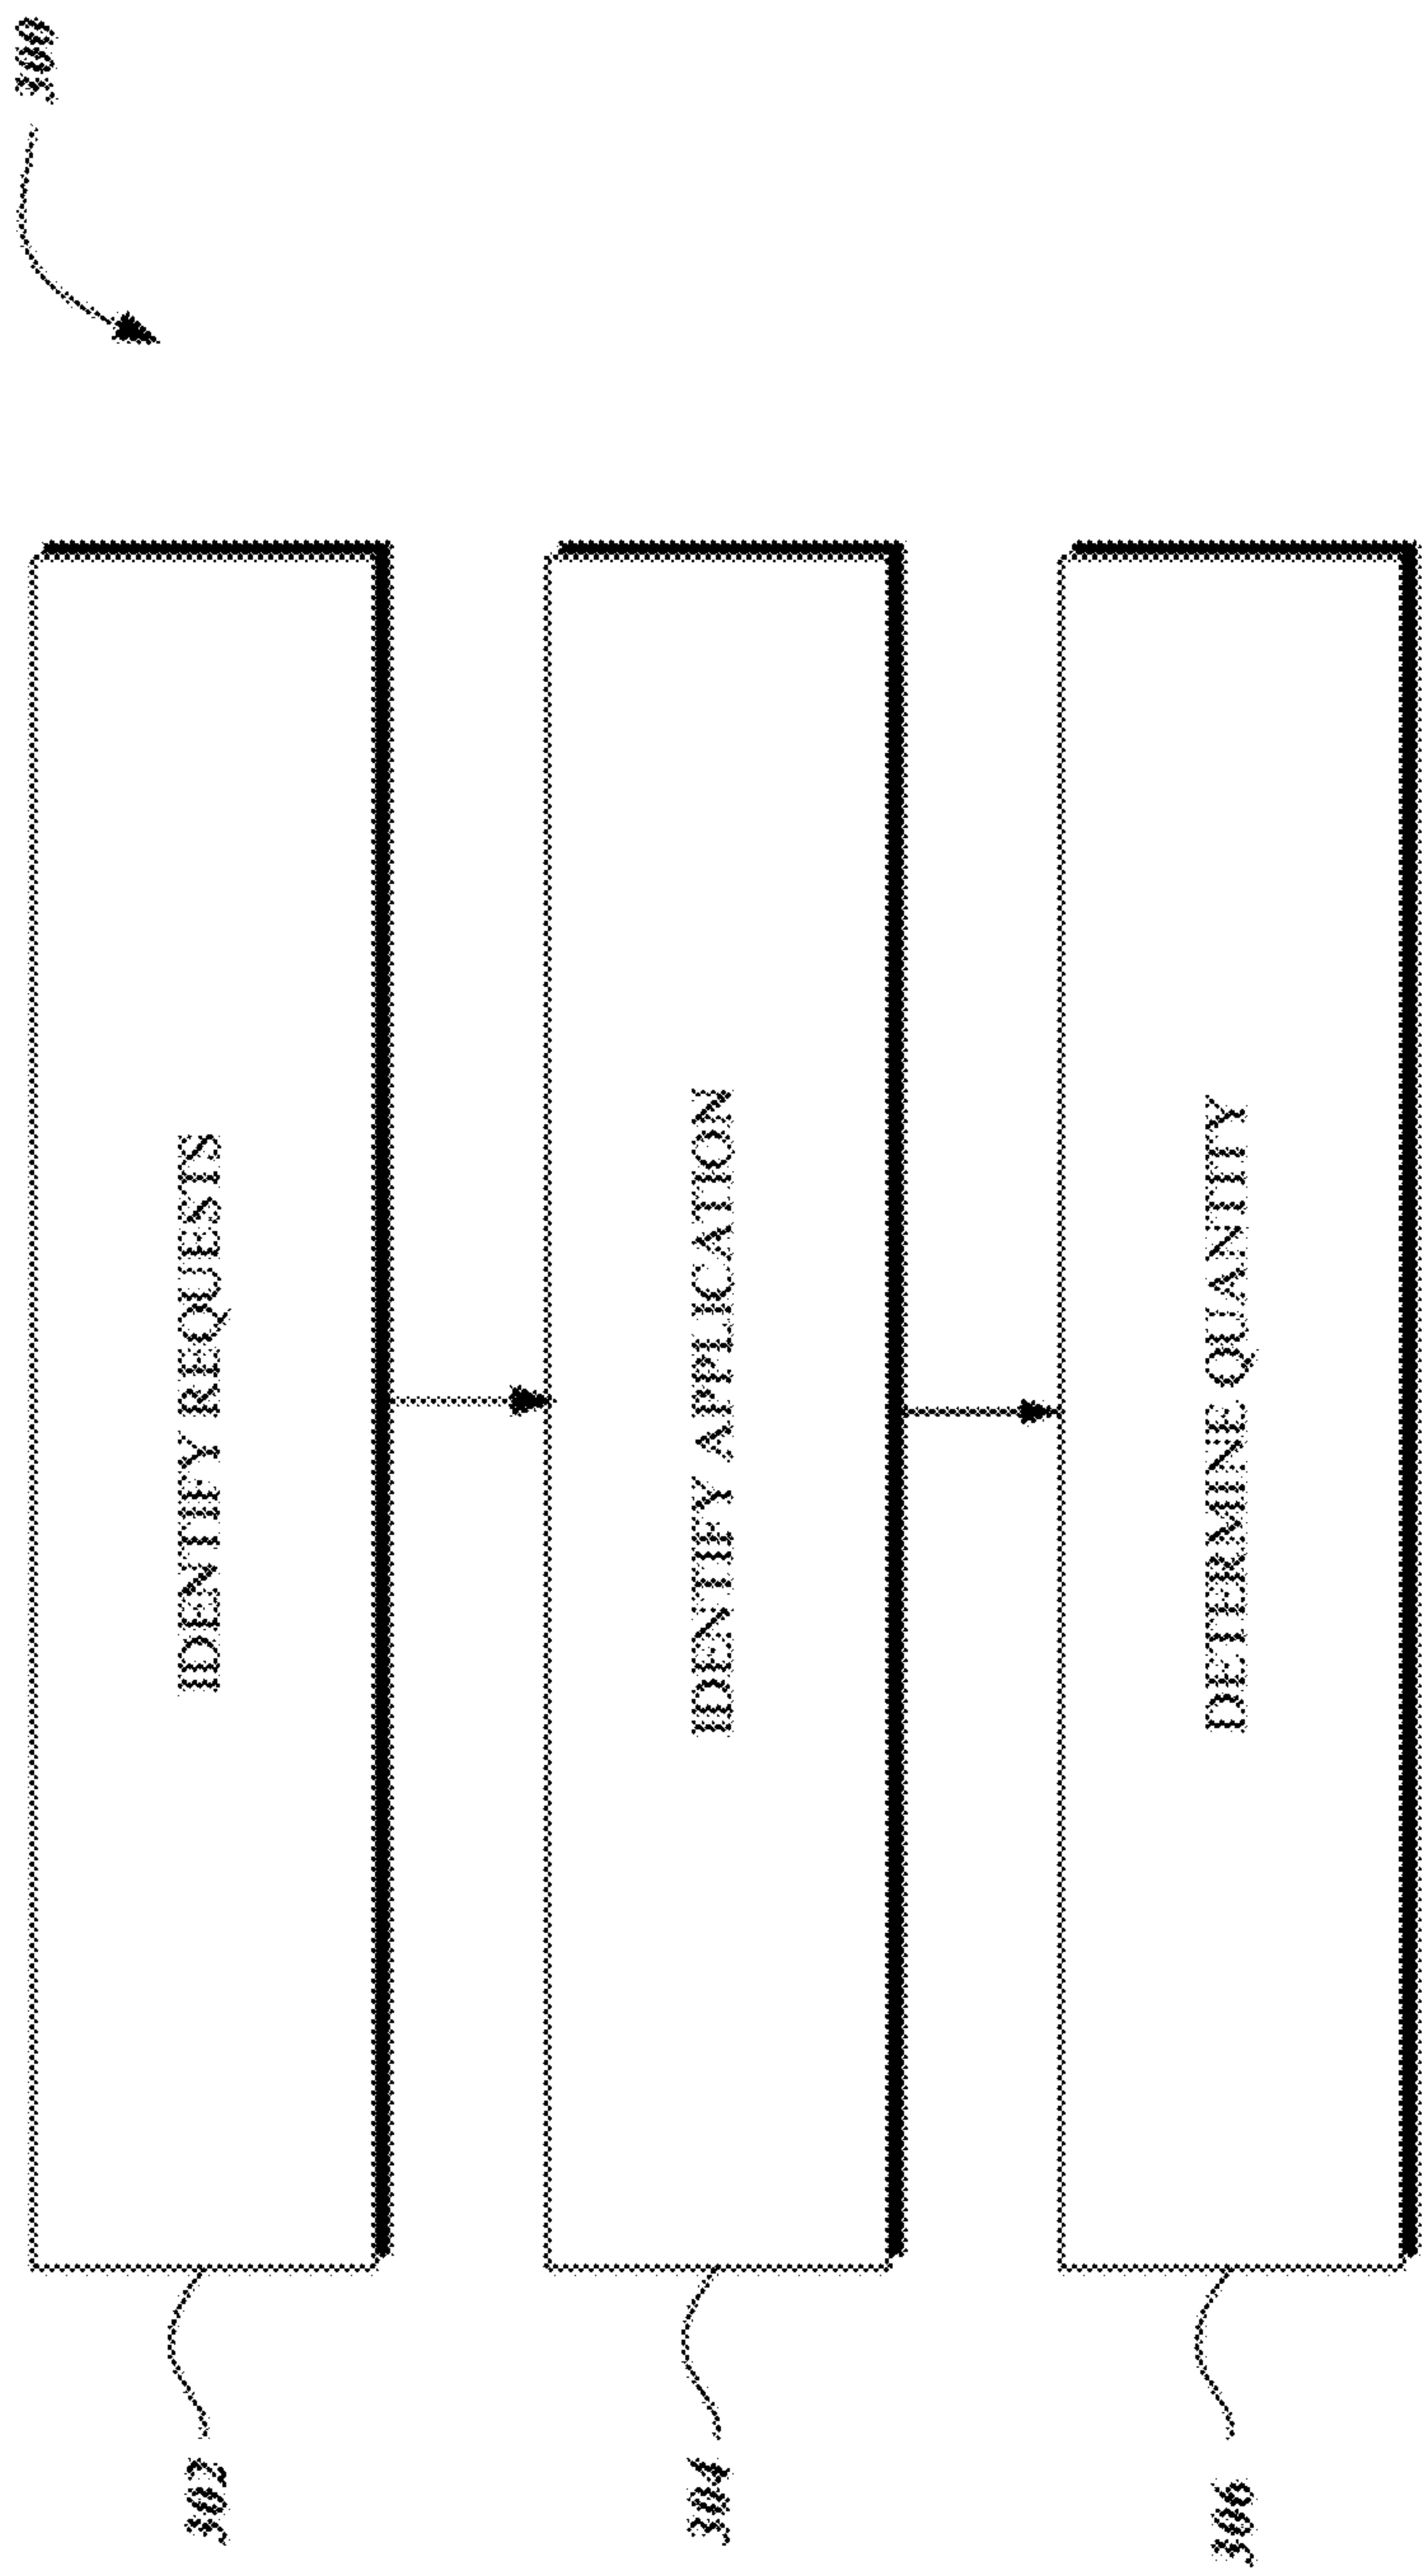 300
302
IDENTIFY REQUESTS
304
IDENTIFY APPLICATION
306
DETERMINE QUANTITY